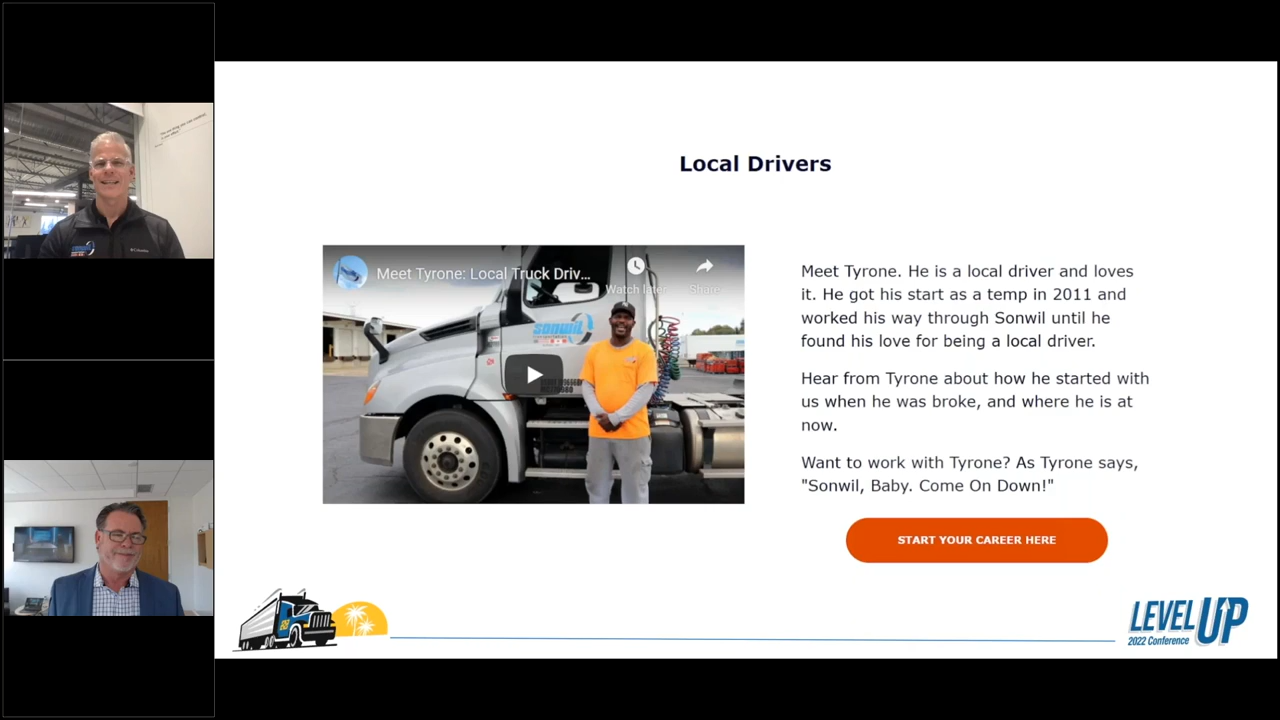 Local Drivers
Meet Tyrone: Local Truck Driv...
Watch later
Share
sonwil
Meet Tyrone. He is a local driver and loves
it. He got his start as a temp in 2011 and
worked his way through Sonwil until he
found his love for being a local driver.
Hear from Tyrone about how he started with
us when he was broke, and where he is at
now.
Want to work with Tyrone? As Tyrone says,
"Sonwil, Baby. Come On Down!"
START YOUR CAREER HERE
LEVEL UP
2022 Conference